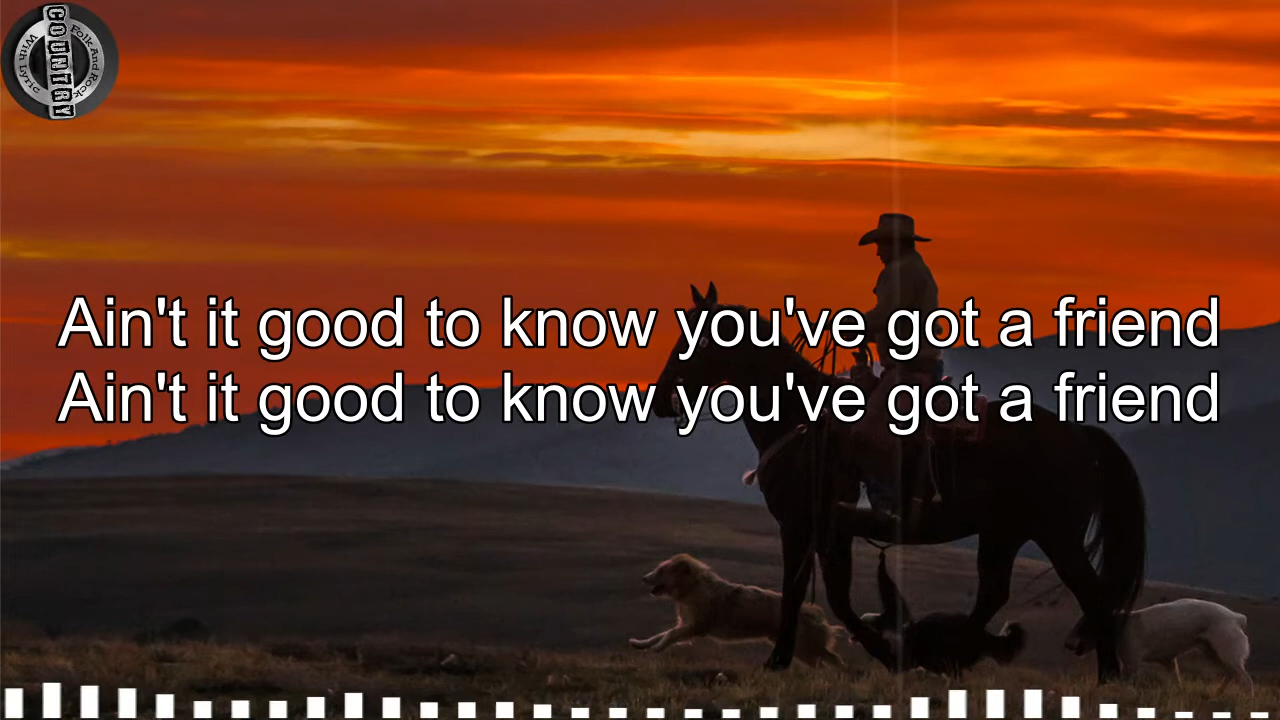 COUNTRY
Folk And Rock
With Lyric
Ain't it good to know you've got a friend
Ain't it good to know you've got a friend